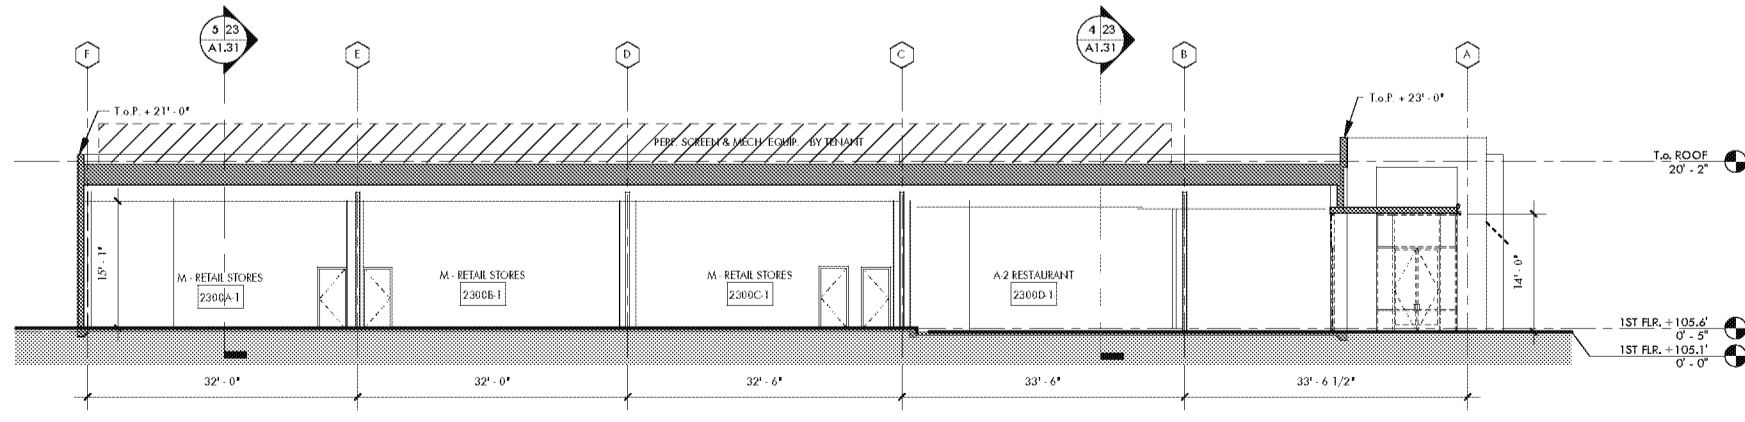 5 23
A1.31
4 23
A1.31
F
E
D
C
B
A
T.o.P. + 21' - 0"
T.o.P. + 23' - 0"
PERF. SCREEN & MECH. EQUIP. BY TENANT
T.o. ROOF
20' - 2"
15' - 1"
M - RETAIL STORES
2300A-1
M - RETAIL STORES
2300B-1
M - RETAIL STORES
2300C-1
A-2 RESTAURANT
2300D-1
14' - 0"
1ST FLR. +105.6'
0' - 5"
1ST FLR. +105.1'
0' - 0"
32' - 0"
32' - 0"
32' - 6"
33' - 6"
33' - 6 1/2"